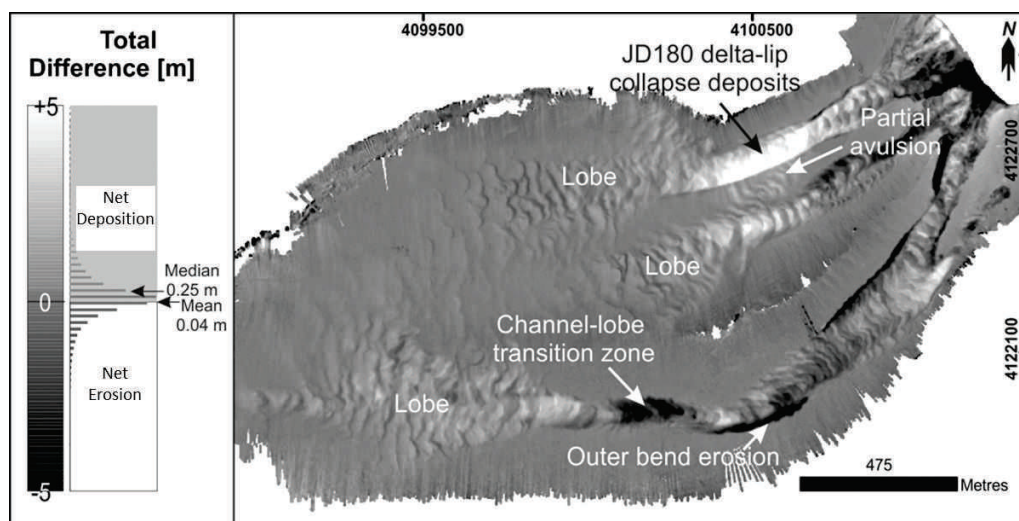 Total
Difference [m]
+5
Net
Deposition
Median
0.25 m
0
Mean
0.04 m
Net
Erosion
-5
4099500
4100500
N
JD180 delta-lip
collapse deposits
Partial
avulsion
4122700
Lobe
Lobe
Channel-lobe
transition zone
4122100
Lobe
Outer bend erosion
475
Metres